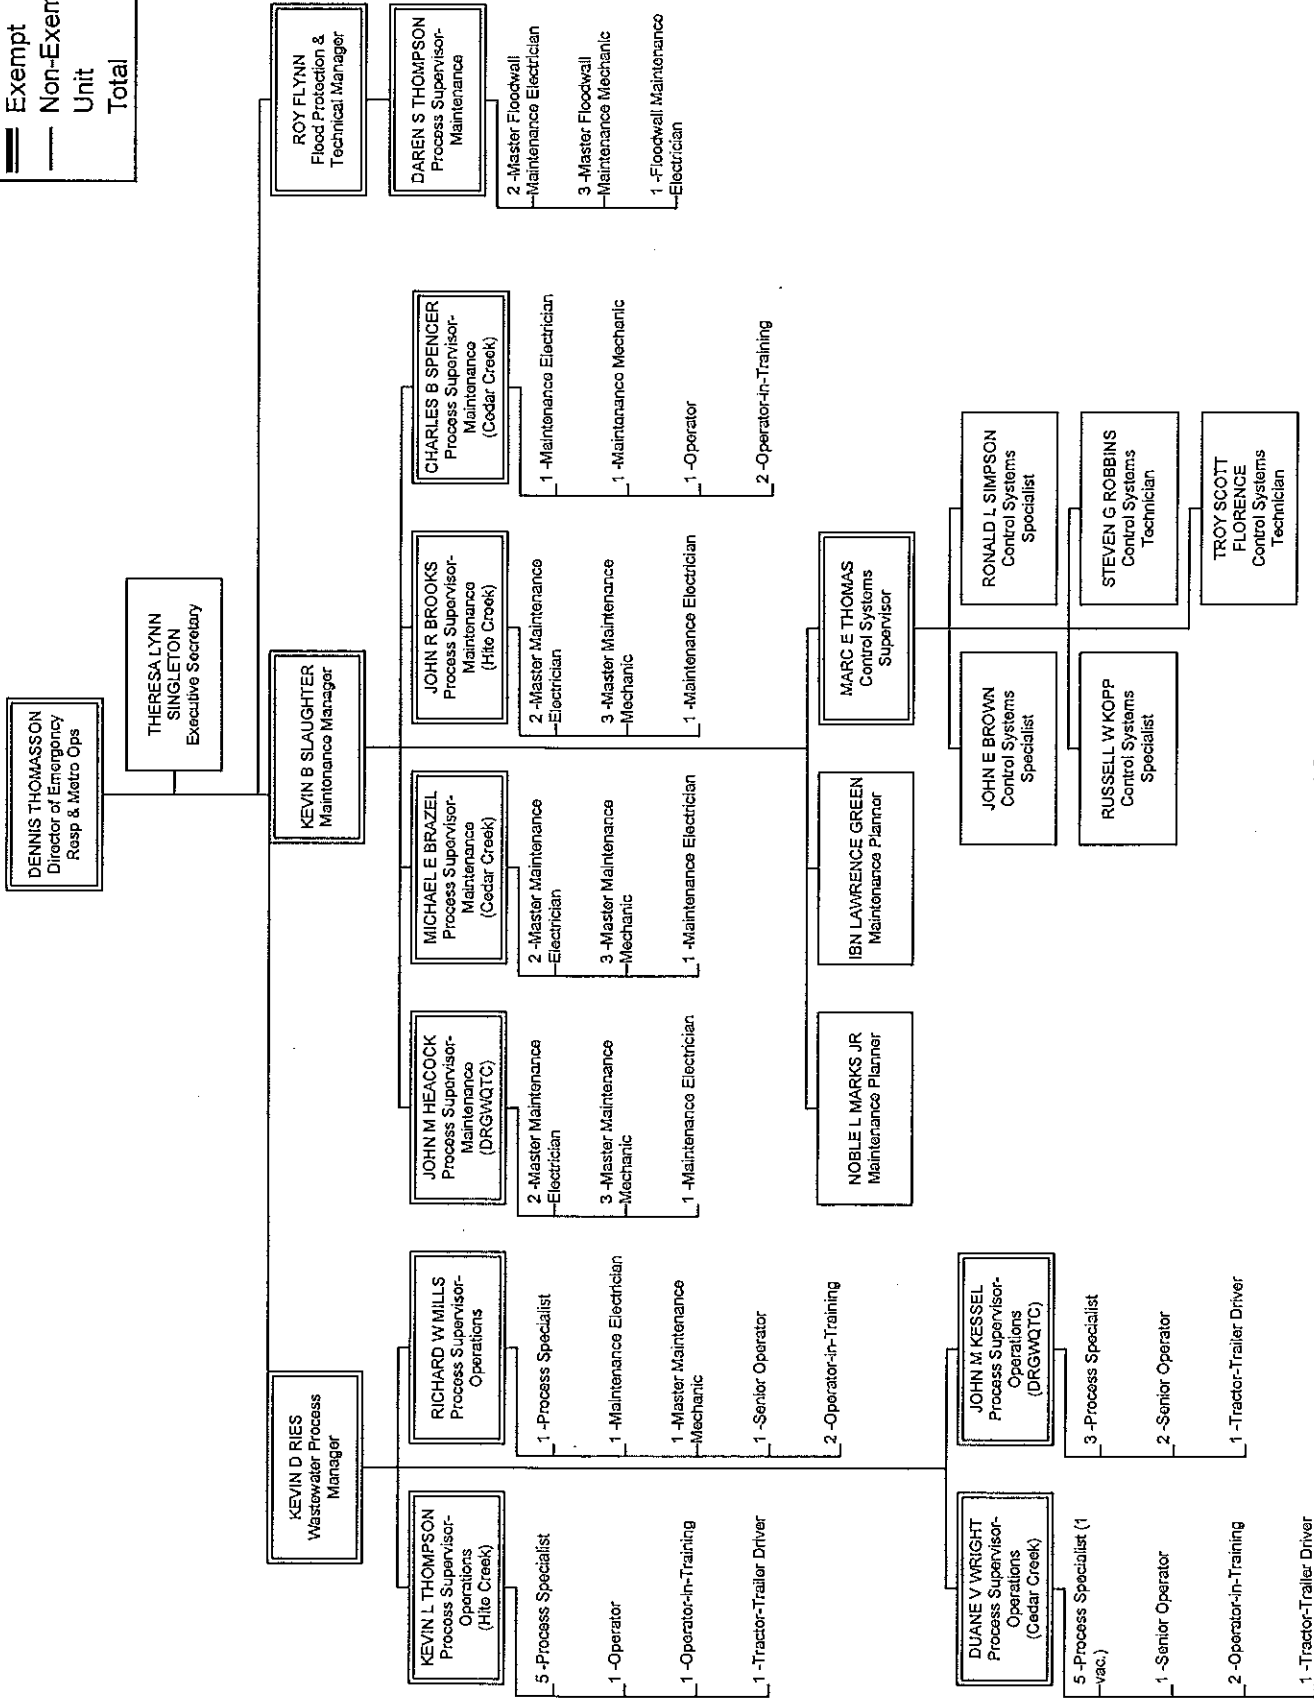 Exempt
Non-Exem
Unit
Total
DENNIS THOMASSON
Director of Emergency
Resp & Metro Ops
THERESA LYNN
SINGLETON
Executive Secretary
KEVIN D RIES
Wastewater Process
Manager
KEVIN B SLAUGHTER
Maintenance Manager
ROY FLYNN
Flood Protection &
Technical Manager
KEVIN L THOMPSON
Process Supervisor-
Operations
(Hite Creek)
5 -Process Specialist
1 -Operator
1 -Operator-in-Training
1 -Tractor-Trailer Driver
RICHARD W MILLS
Process Supervisor-
Operations
1 -Process Specialist
1 -Maintenance Electrician
1 -Master Maintenance
Mechanic
1 -Senior Operator
2 -Operator-in-Training
DUANE V WRIGHT
Process Supervisor-
Operations
(Cedar Creek)
5 -Process Specialist (1
vac.)
1 -Senior Operator
2 -Operator-in-Training
1 -Tractor-Trailer Driver
JOHN M KESSEL
Process Supervisor-
Operations
(DRGWQTC)
3 -Process Specialist
2 -Senior Operator
1 -Tractor-Trailer Driver
JOHN M HEACOCK
Process Supervisor-
Maintenance
(DRGWQTC)
2 -Master Maintenance
Electrician
3 -Master Maintenance
Mechanic
1 -Maintenance Electrician
MICHAEL E BRAZEL
Process Supervisor-
Maintenance
(Cedar Creek)
2 -Master Maintenance
Electrician
3 -Master Maintenance
Mechanic
1 -Maintenance Electrician
JOHN R BROOKS
Process Supervisor-
Maintenance
(Hite Creek)
2 -Master Maintenance
Electrician
3 -Master Maintenance
Mechanic
1 -Maintenance Electrician
CHARLES B SPENCER
Process Supervisor-
Maintenance
(Cedar Creek)
1 -Maintenance Electrician
1 -Maintenance Mechanic
1 -Operator
2 -Operator-in-Training
NOBLE L MARKS JR
Maintenance Planner
IBN LAWRENCE GREEN
Maintenance Planner
MARC E THOMAS
Control Systems
Supervisor
JOHN E BROWN
Control Systems
Specialist
RONALD L SIMPSON
Control Systems
Specialist
RUSSELL W KOPP
Control Systems
Specialist
STEVEN G ROBBINS
Control Systems
Technician
TROY SCOTT
FLORENCE
Control Systems
Technician
DAREN S THOMPSON
Process Supervisor-
Maintenance
2 -Master Floodwall
Maintenance Electrician
3 -Master Floodwall
Maintenance Mechanic
1 -Floodwall Maintenance
Electrician